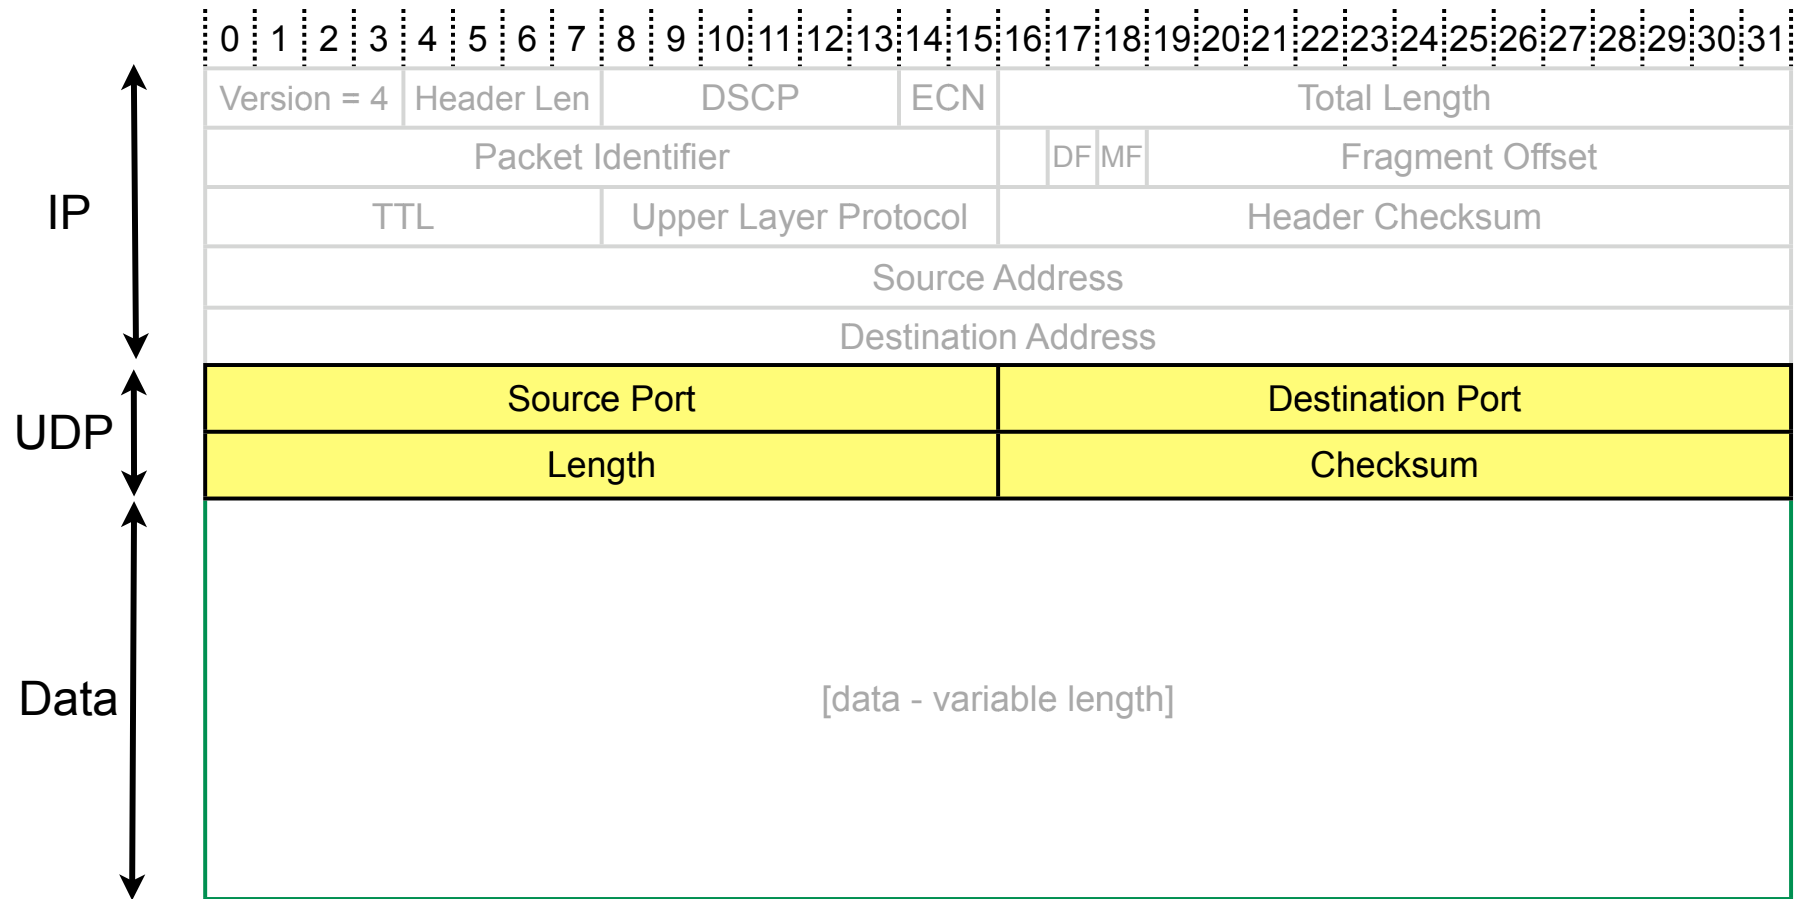 0 1 2 3 4 5 6 7 8 9 10 11 12 13 14 15 16 17 18 19 20 21 22 23 24 25 26 27 28 29 30 31
Version = 4 Header Len DSCP ECN Total Length
Packet Identifier DF MF Fragment Offset
IP
TTL Upper Layer Protocol Header Checksum
Source Address
Destination Address
Source Port Destination Port
UDP
Length Checksum
Data
[data - variable length]